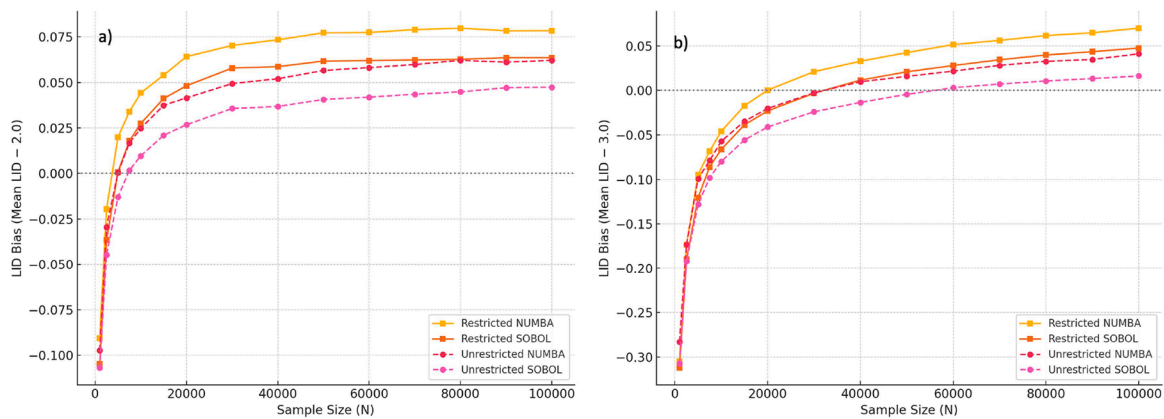 a)
LID Bias (Mean LID − 2.0)
0.075
0.050
0.025
0.000
−0.025
−0.050
−0.075
−0.100
0
20000
40000
60000
80000
100000
Sample Size (N)
Restricted NUMBA
Restricted SOBOL
Unrestricted NUMBA
Unrestricted SOBOL
b)
LID Bias (Mean LID − 3.0)
0.05
0.00
−0.05
−0.10
−0.15
−0.20
−0.25
−0.30
0
20000
40000
60000
80000
100000
Sample Size (N)
Restricted NUMBA
Restricted SOBOL
Unrestricted NUMBA
Unrestricted SOBOL